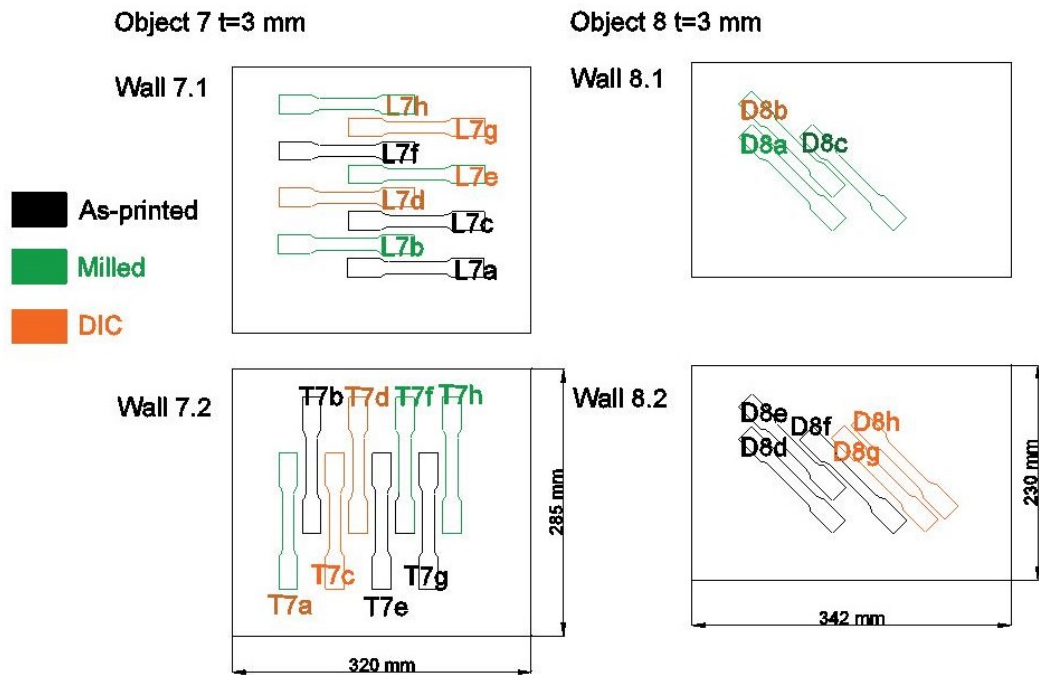 Object 7 t=3 mm
Object 8 t=3 mm
Wall 7.1
L7h
L7g
L7f
L7e
L7d
L7c
L7b
L7a
Wall 8.1
D8b
D8a
D8c
As-printed
Milled
DIC
Wall 7.2
T7b
T7d
T7f
T7h
T7c
T7g
T7a
T7e
285 mm
320 mm
Wall 8.2
D8e
D8f
D8h
D8d
D8g
230 mm
342 mm